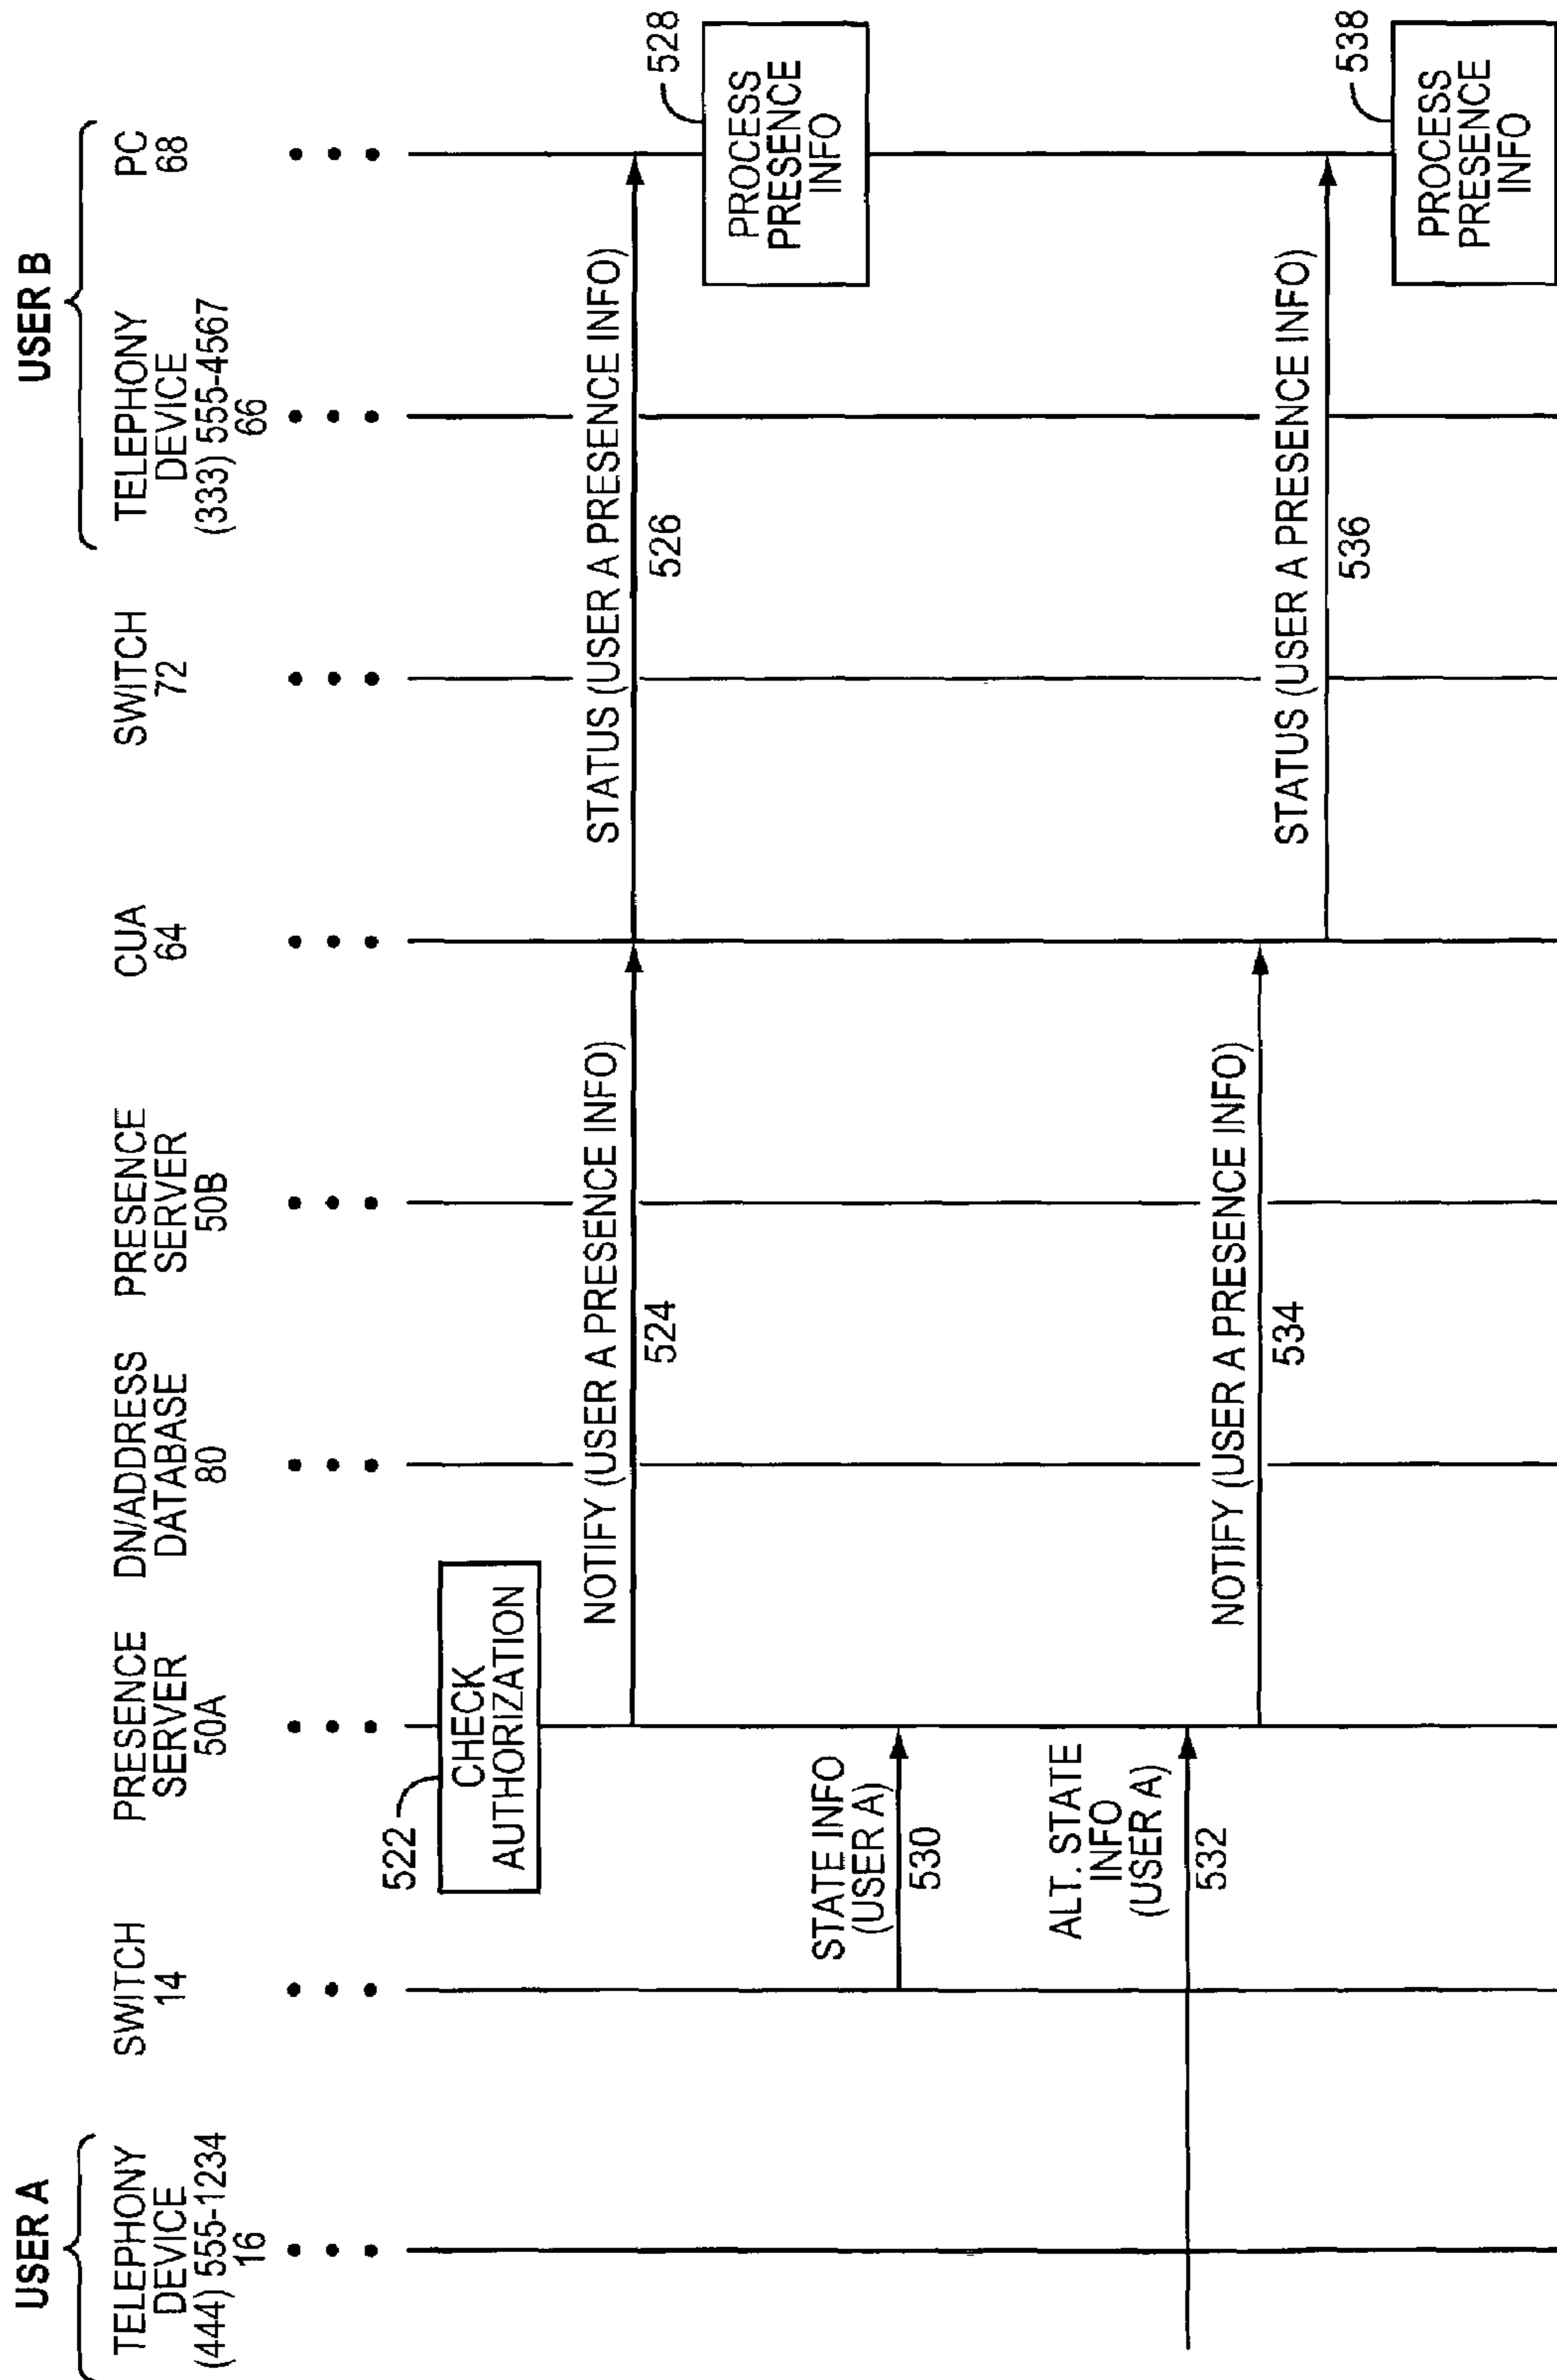 USER A
USER B
TELEPHONY
DEVICE
(444) 555-1234
16
SWITCH
14
PRESENCE
SERVER
50A
DN/ADDRESS
DATABASE
80
PRESENCE
SERVER
50B
CUA
64
SWITCH
72
TELEPHONY
DEVICE
(333) 555-4567
66
PC
68
522
CHECK
AUTHORIZATION
NOTIFY (USER A PRESENCE INFO)
524
STATUS (USER A PRESENCE INFO)
526
528
PROCESS
PRESENCE
INFO
STATE INFO
(USER A)
530
ALT. STATE
INFO
(USER A)
532
NOTIFY (USER A PRESENCE INFO)
534
STATUS (USER A PRESENCE INFO)
536
538
PROCESS
PRESENCE
INFO